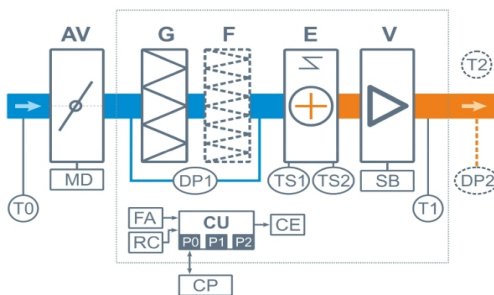 AV G F E V
T2
MD DP1 TS1 TS2 SB DP2
T0 T1
FA CU CE
RC P0 P1 P2
CP